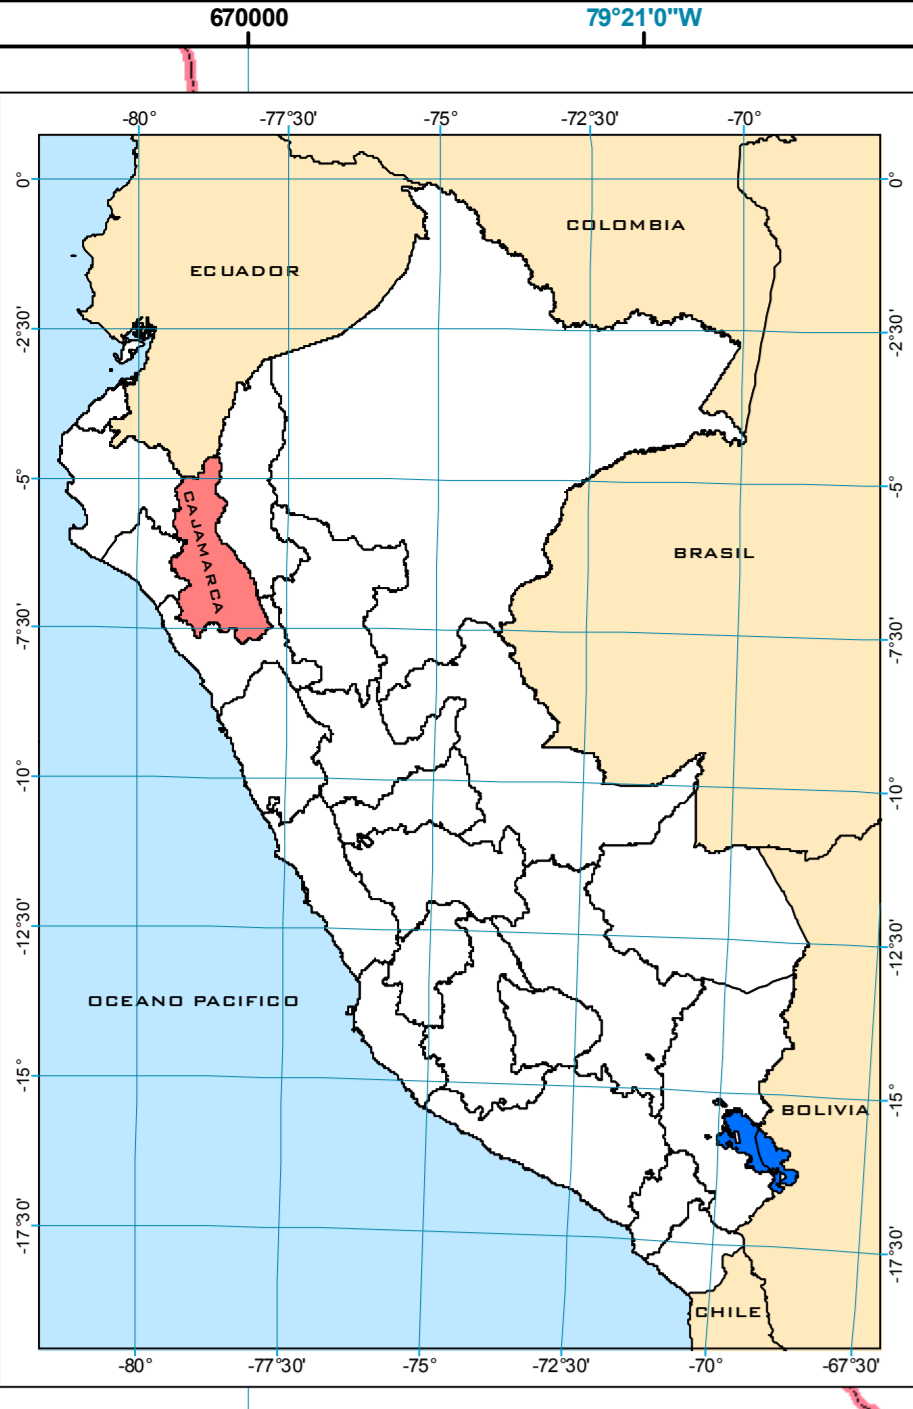 670000 79°21'0"W
-80° -77°30' -75° -72°30' -70°
0° 0°
COLOMBIA
ECUADOR
-2°30' -2°30'
-5° -5°
CAJAMARCA
BRASIL
-7°30' -7°30'
-10° -10°
-12°30' -12°30'
OCEANO PACIFICO
-15° -15°
BOLIVIA
-17°30' -17°30'
CHILE
-80° -77°30' -75° -72°30' -70° -67°30'